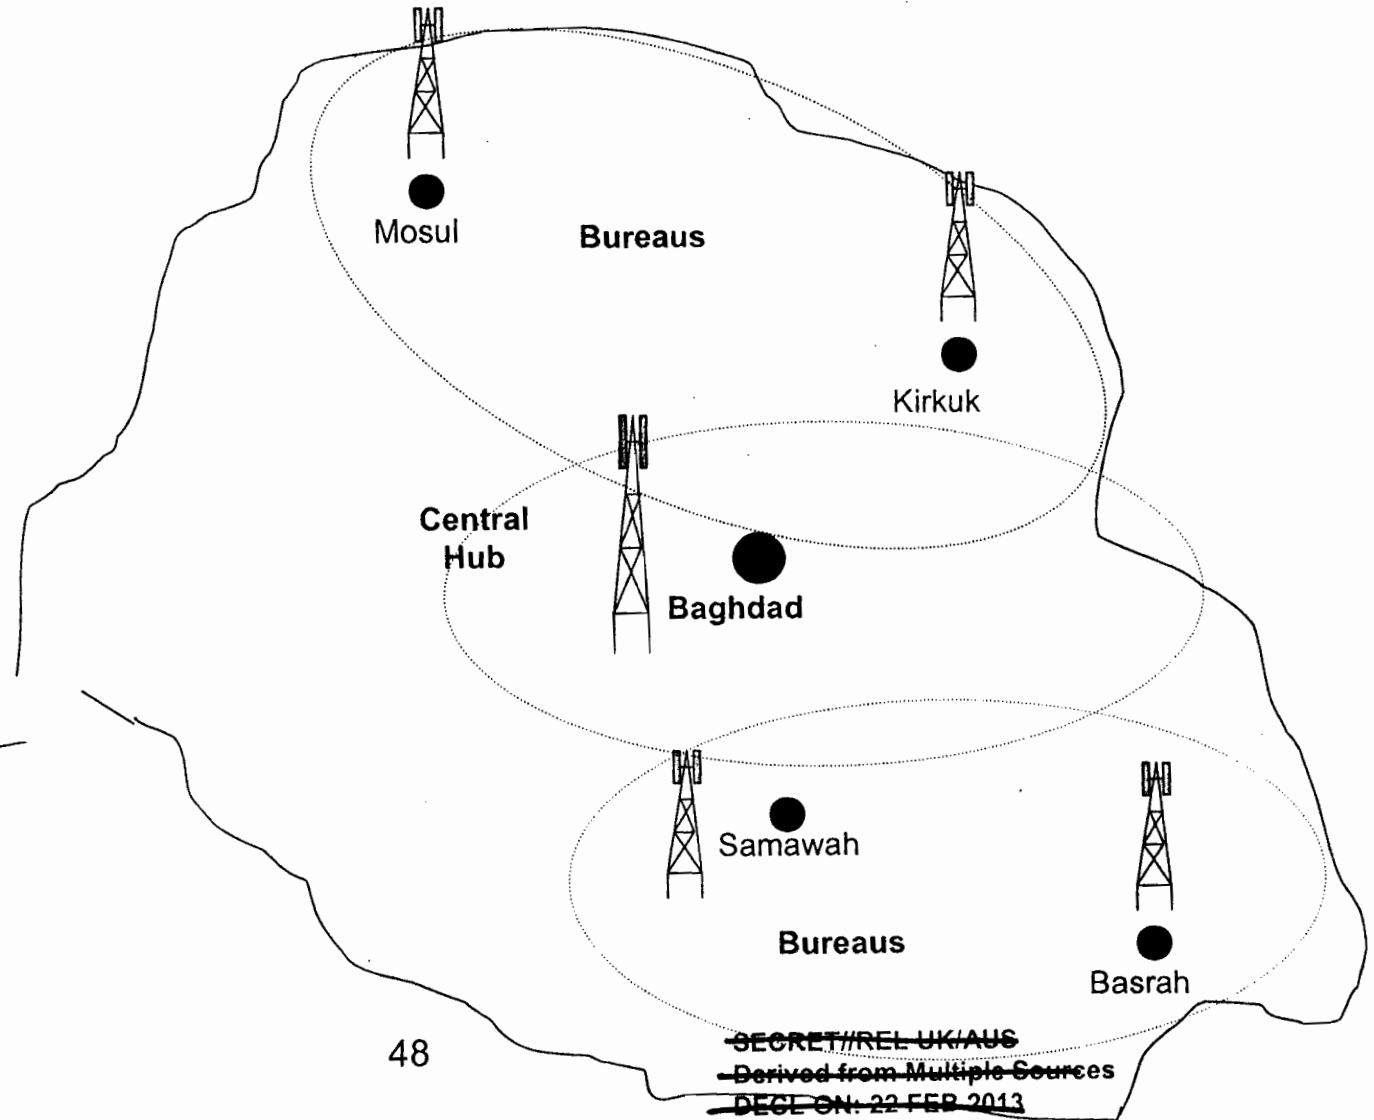 Mosul
Bureaus
Kirkuk
Central
Hub
Baghdad
Samawah
Bureaus
Basrah
48
SECRET//REL UK/AUS
Derived from Multiple Sources
DECL ON: 22 FEB 2013